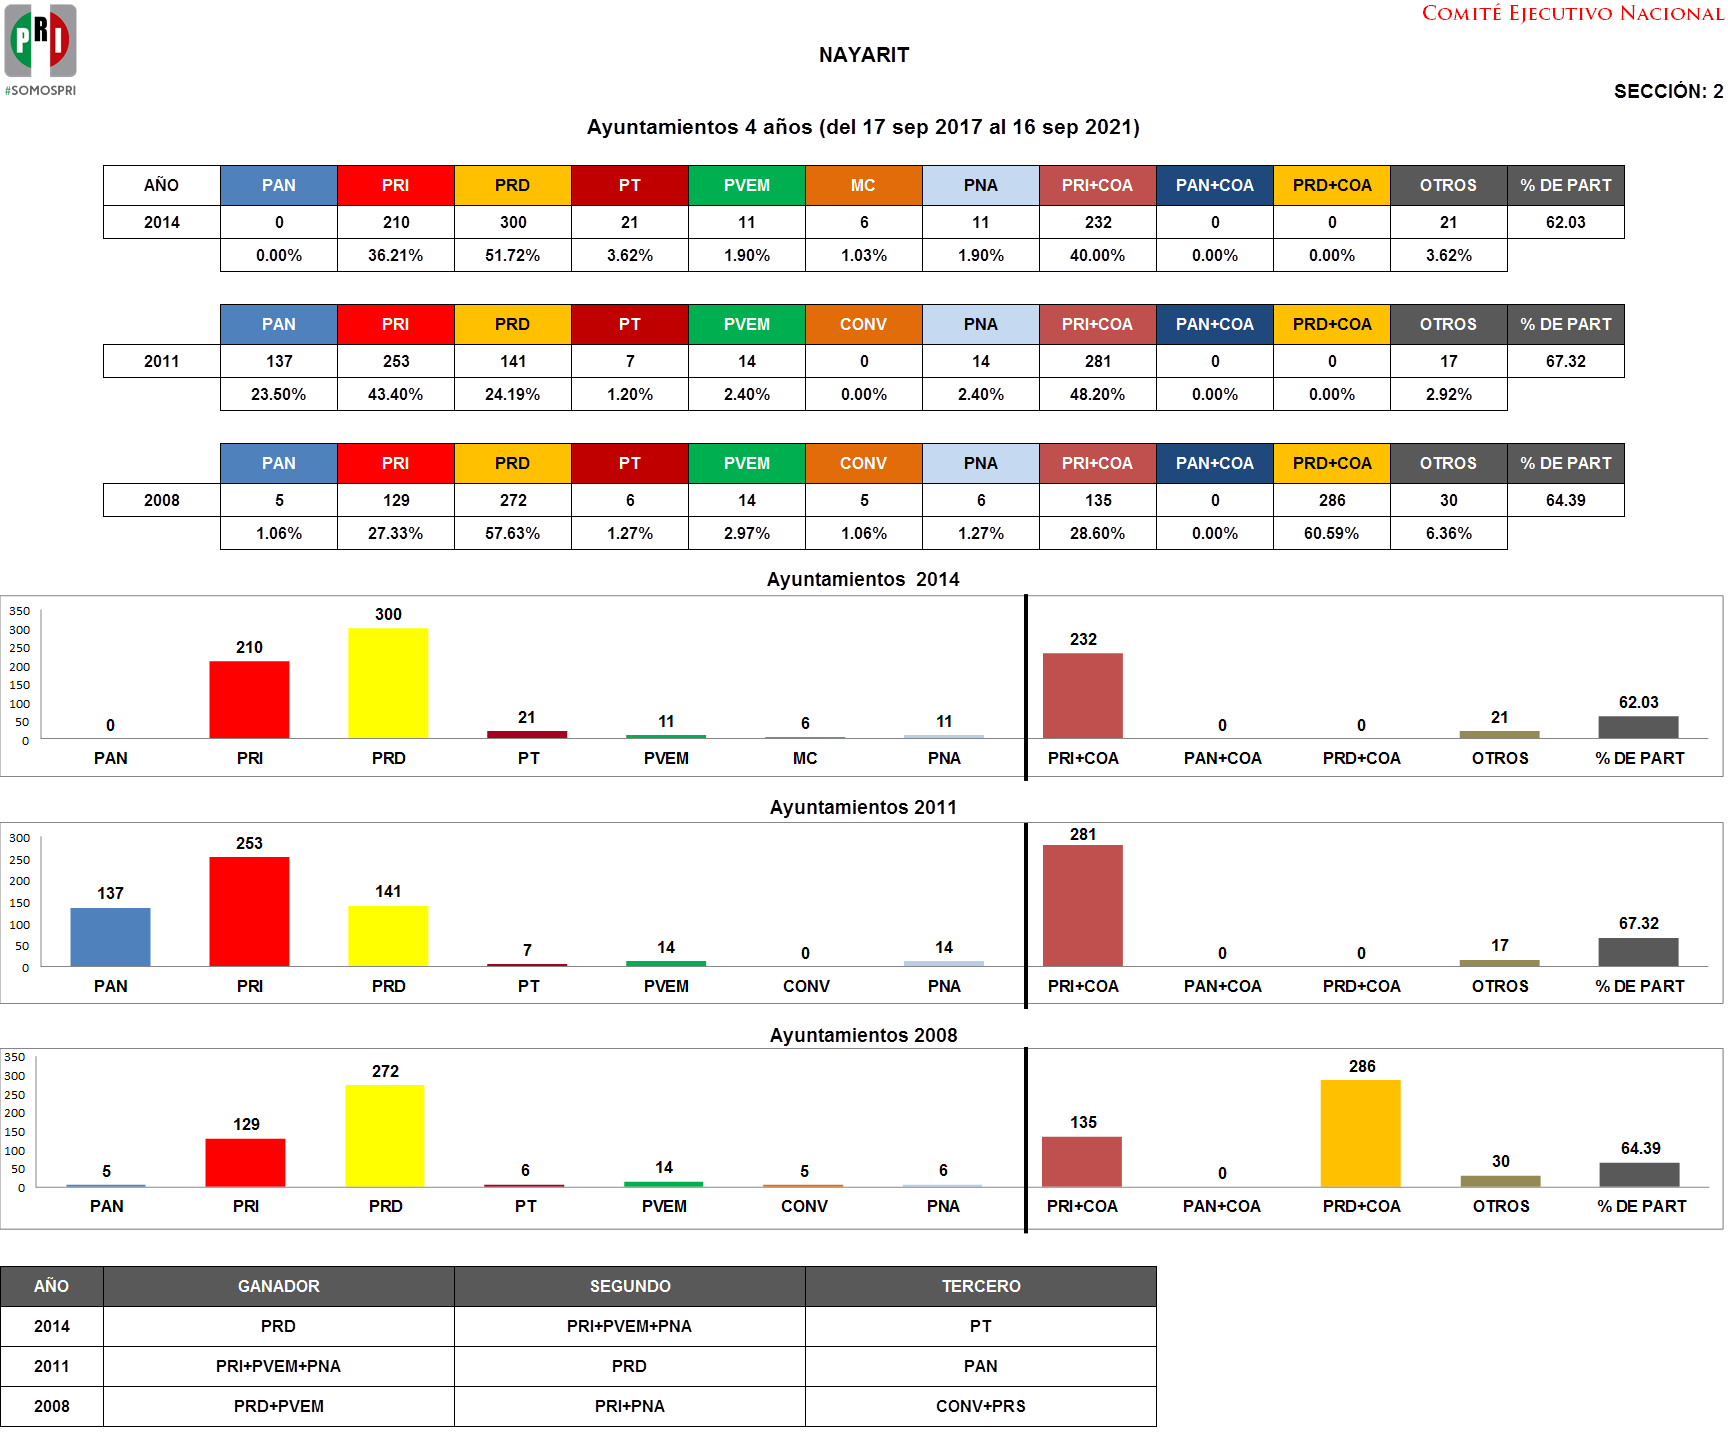 COMITÉ EJECUTIVO NACIONAL
PRI
#SOMOSPRI
NAYARIT
SECCIÓN: 2
Ayuntamientos 4 años (del 17 sep 2017 al 16 sep 2021)
AÑO PAN PRI PRD PT PVEM MC PNA PRI+COA PAN+COA PRD+COA OTROS % DE PART
2014 0 210 300 21 11 6 11 232 0 0 21 62.03
0.00% 36.21% 51.72% 3.62% 1.90% 1.03% 1.90% 40.00% 0.00% 0.00% 3.62%
PAN PRI PRD PT PVEM CONV PNA PRI+COA PAN+COA PRD+COA OTROS % DE PART
2011 137 253 141 7 14 0 14 281 0 0 17 67.32
23.50% 43.40% 24.19% 1.20% 2.40% 0.00% 2.40% 48.20% 0.00% 0.00% 2.92%
PAN PRI PRD PT PVEM CONV PNA PRI+COA PAN+COA PRD+COA OTROS % DE PART
2008 5 129 272 6 14 5 6 135 0 286 30 64.39
1.06% 27.33% 57.63% 1.27% 2.97% 1.06% 1.27% 28.60% 0.00% 60.59% 6.36%
Ayuntamientos 2014
350
300
250
200
150
100
50
0
0 210 300 21 11 6 11 232 0 0 21 62.03
PAN PRI PRD PT PVEM MC PNA PRI+COA PAN+COA PRD+COA OTROS % DE PART
Ayuntamientos 2011
300
250
200
150
100
50
0
137 253 141 7 14 0 14 281 0 0 17 67.32
PAN PRI PRD PT PVEM CONV PNA PRI+COA PAN+COA PRD+COA OTROS % DE PART
Ayuntamientos 2008
350
300
250
200
150
100
50
0
5 129 272 6 14 5 6 135 0 286 30 64.39
PAN PRI PRD PT PVEM CONV PNA PRI+COA PAN+COA PRD+COA OTROS % DE PART
AÑO GANADOR SEGUNDO TERCERO
2014 PRD PRI+PVEM+PNA PT
2011 PRI+PVEM+PNA PRD PAN
2008 PRD+PVEM PRI+PNA CONV+PRS